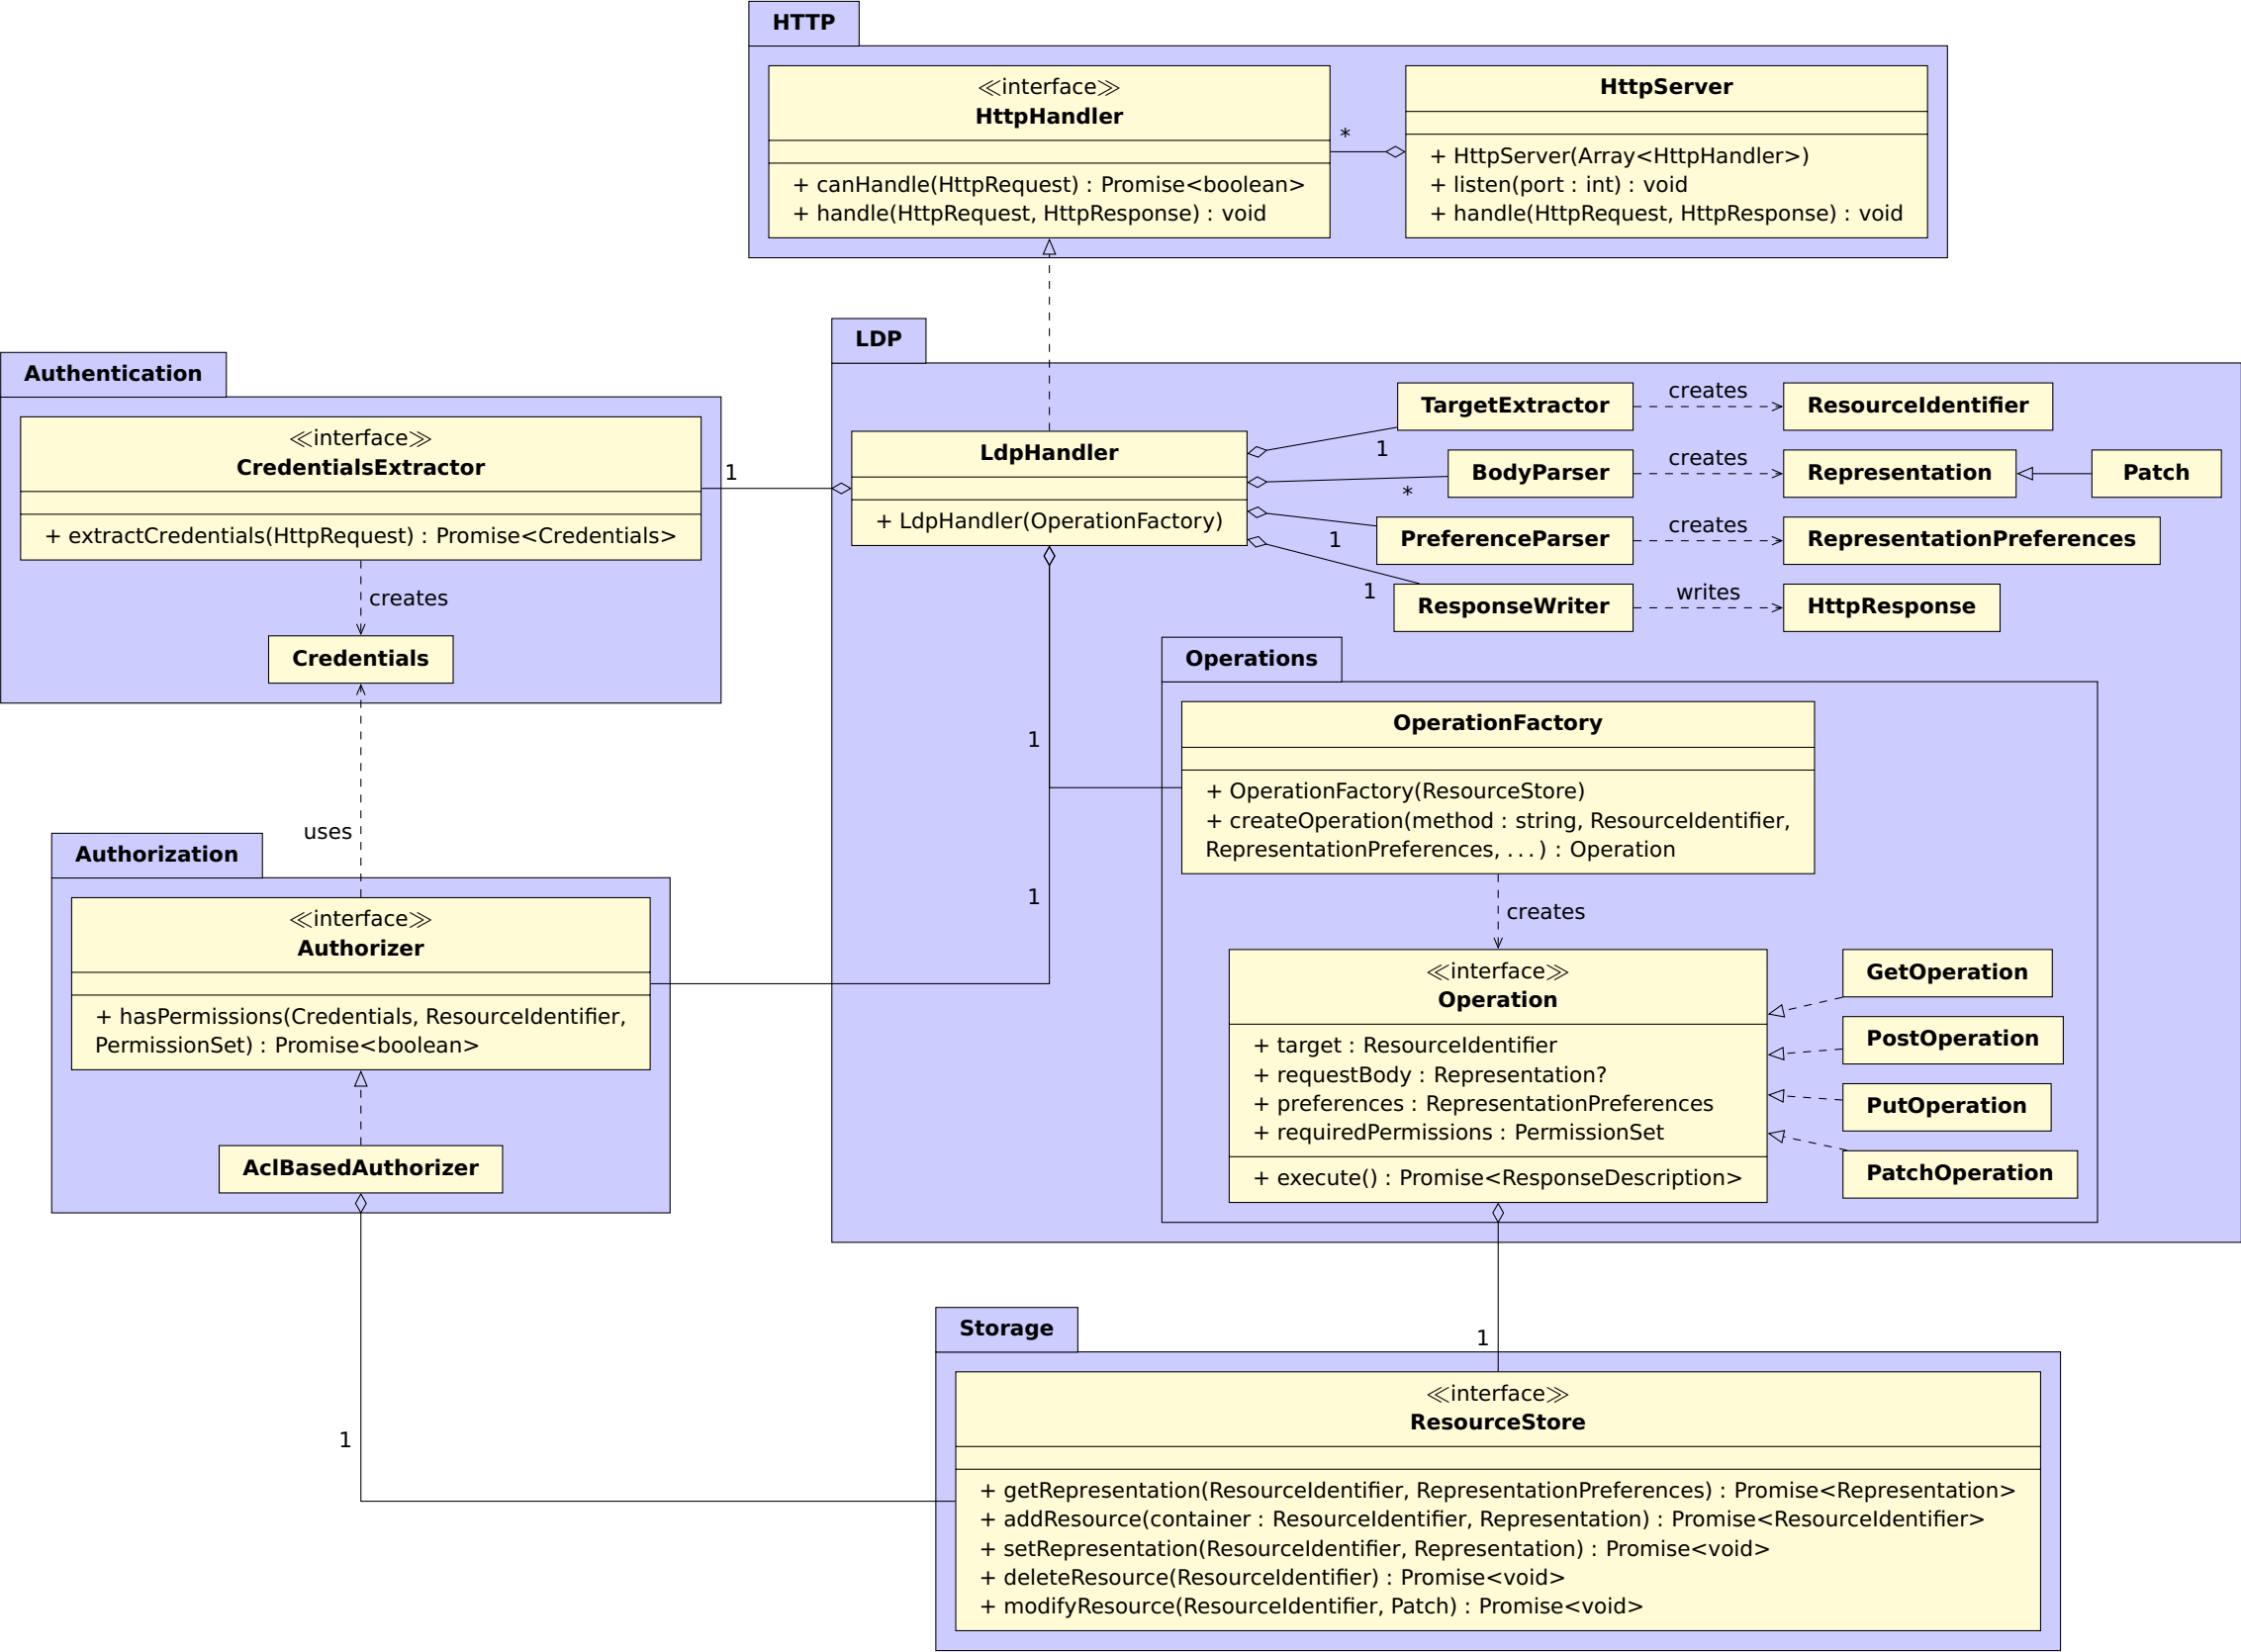 HTTP
≪interface≫
HttpHandler
+ canHandle(HttpRequest) : Promise<boolean>
+ handle(HttpRequest, HttpResponse) : void
*
HttpServer
+ HttpServer(Array<HttpHandler>)
+ listen(port : int) : void
+ handle(HttpRequest, HttpResponse) : void
Authentication
≪interface≫
CredentialsExtractor
+ extractCredentials(HttpRequest) : Promise<Credentials>
creates
Credentials
1
LDP
LdpHandler
+ LdpHandler(OperationFactory)
1
TargetExtractor
creates
ResourceIdentifier
*
BodyParser
creates
Representation
Patch
1
PreferenceParser
creates
RepresentationPreferences
1
ResponseWriter
writes
HttpResponse
1
1
Operations
OperationFactory
+ OperationFactory(ResourceStore)
+ createOperation(method : string, ResourceIdentifier,
RepresentationPreferences, ...) : Operation
creates
≪interface≫
Operation
+ target : ResourceIdentifier
+ requestBody : Representation?
+ preferences : RepresentationPreferences
+ requiredPermissions : PermissionSet
+ execute() : Promise<ResponseDescription>
GetOperation
PostOperation
PutOperation
PatchOperation
uses
Authorization
≪interface≫
Authorizer
+ hasPermissions(Credentials, ResourceIdentifier,
PermissionSet) : Promise<boolean>
AclBasedAuthorizer
1
1
Storage
≪interface≫
ResourceStore
+ getRepresentation(ResourceIdentifier, RepresentationPreferences) : Promise<Representation>
+ addResource(container : ResourceIdentifier, Representation) : Promise<ResourceIdentifier>
+ setRepresentation(ResourceIdentifier, Representation) : Promise<void>
+ deleteResource(ResourceIdentifier) : Promise<void>
+ modifyResource(ResourceIdentifier, Patch) : Promise<void>